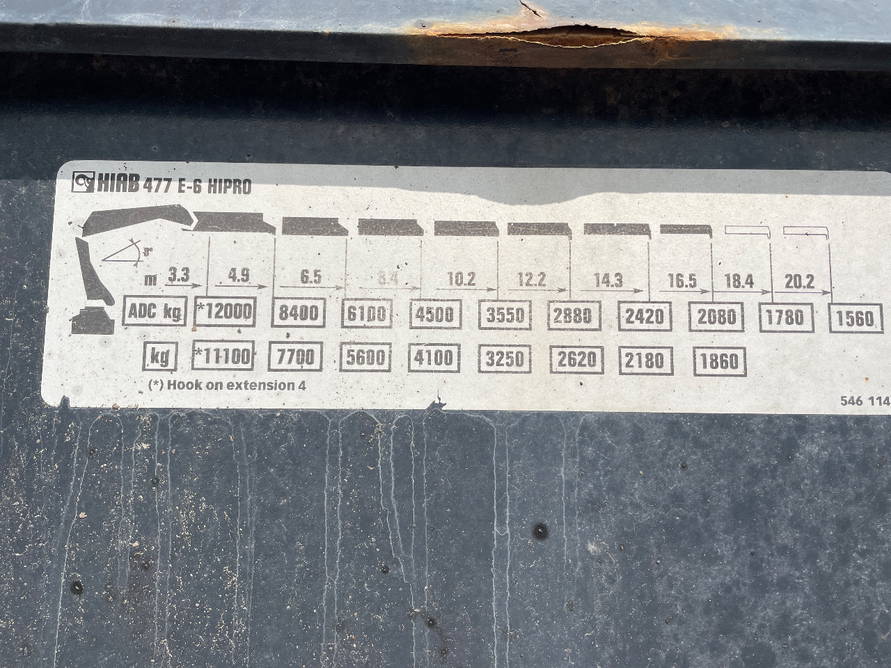 HIAB 477 E-6 HIPRO
m 3.3 4.9 6.5 8.4 10.2 12.2 14.3 16.5 18.4 20.2
ADC kg *12000 8400 6100 4500 3550 2880 2420 2080 1780 1560
kg *11100 7700 5600 4100 3250 2620 2180 1860
(*) Hook on extension 4
546 114